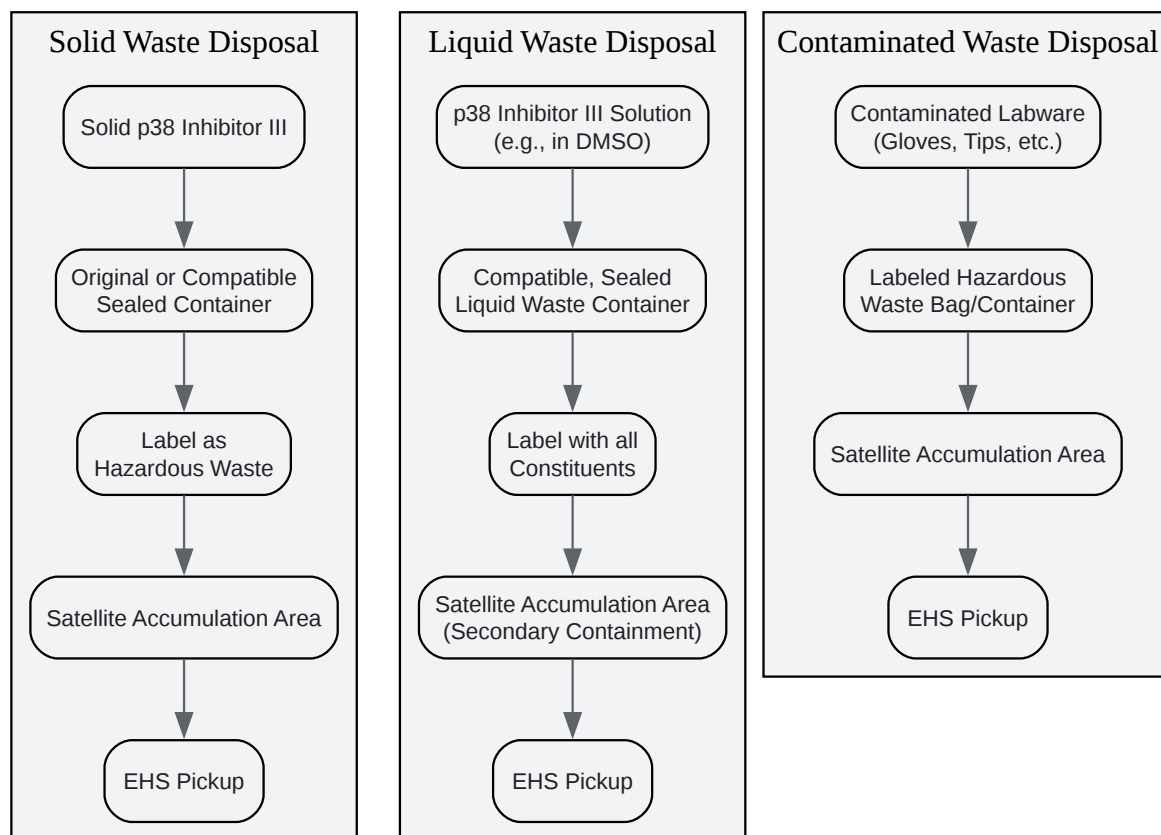 Solid Waste Disposal
Solid p38 Inhibitor III
Original or Compatible
Sealed Container
Label as
Hazardous Waste
Satellite Accumulation Area
EHS Pickup
Liquid Waste Disposal
p38 Inhibitor III Solution
(e.g., in DMSO)
Compatible, Sealed
Liquid Waste Container
Label with all
Constituents
Satellite Accumulation Area
(Secondary Containment)
EHS Pickup
Contaminated Waste Disposal
Contaminated Labware
(Gloves, Tips, etc.)
Labeled Hazardous
Waste Bag/Container
Satellite Accumulation Area
EHS Pickup